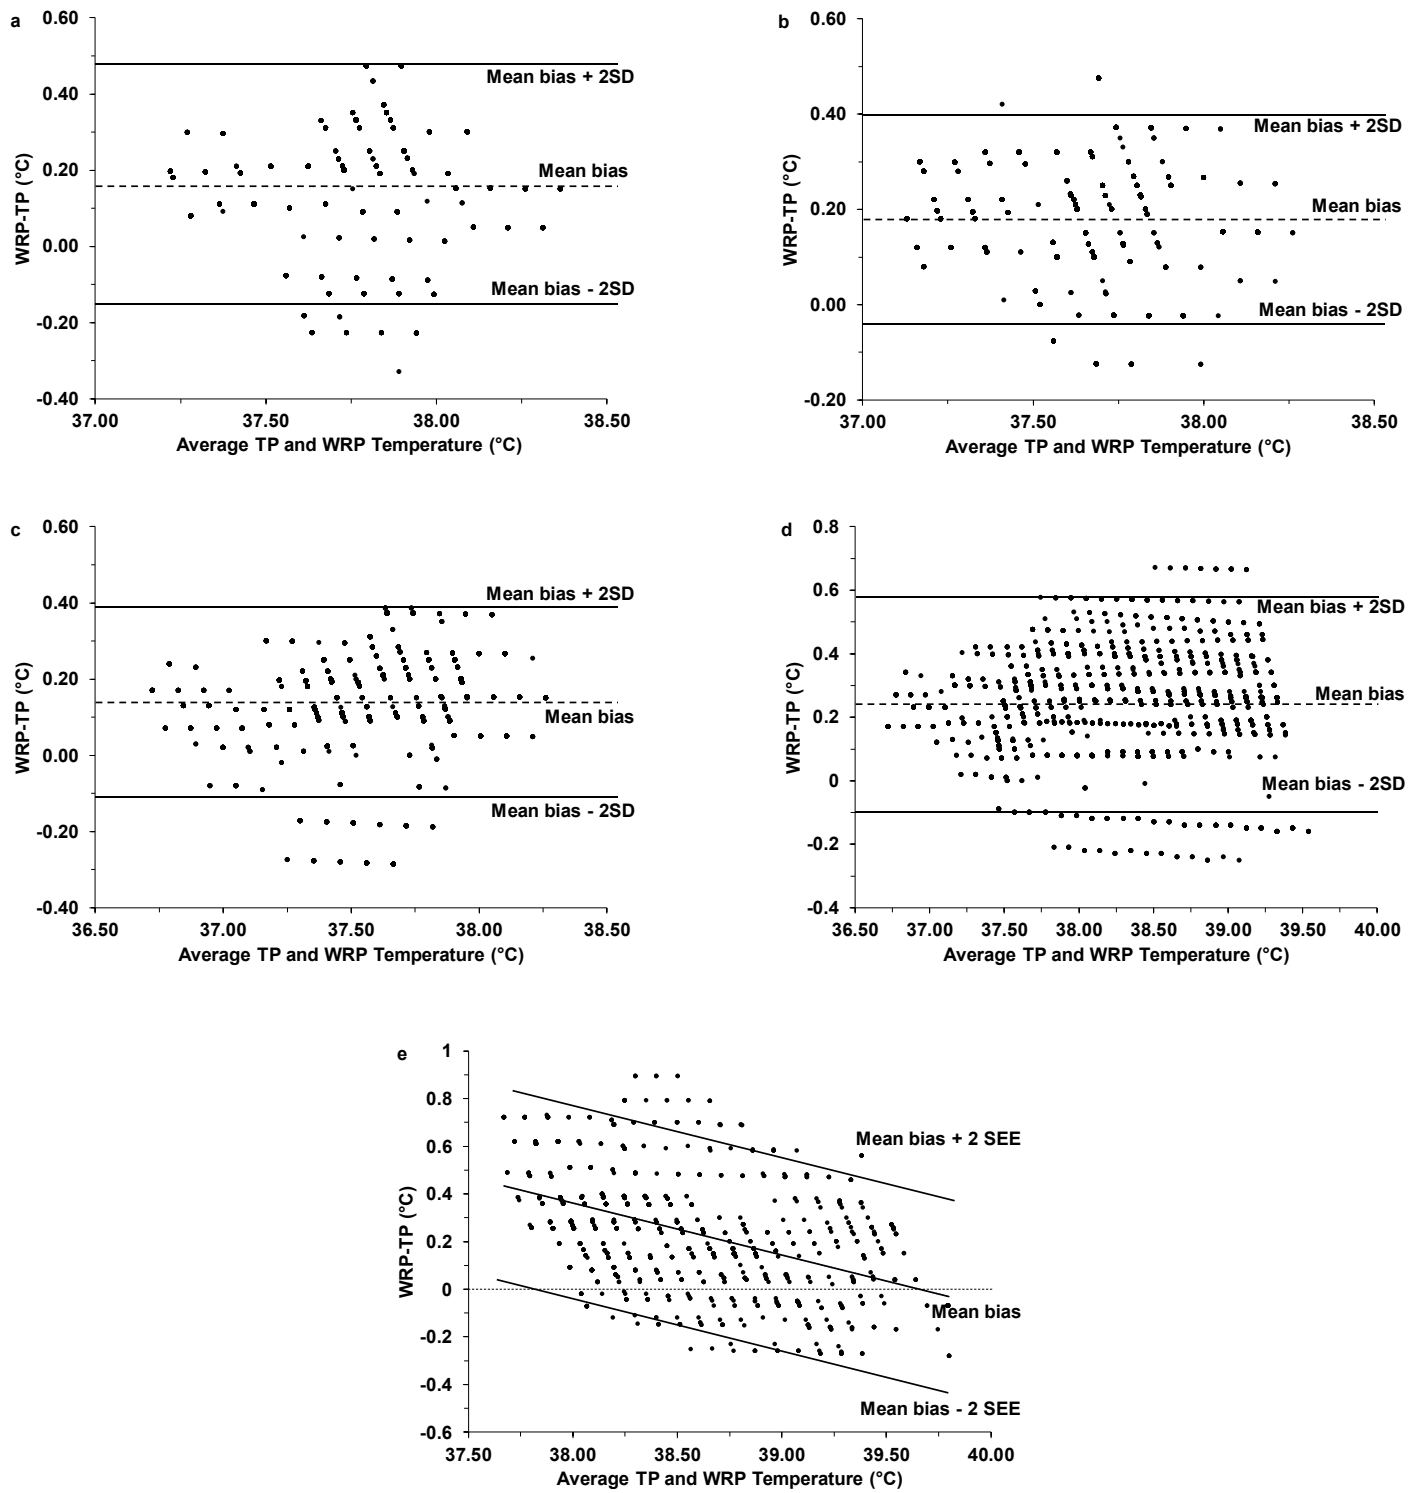 a
0.60
0.40
0.20
0.00
-0.20
-0.40
WRP-TP (°C)
Mean bias + 2SD
Mean bias
Mean bias - 2SD
37.00 37.50 38.00 38.50
Average TP and WRP Temperature (°C)
b
0.60
0.40
0.20
0.00
-0.20
WRP-TP (°C)
Mean bias + 2SD
Mean bias
Mean bias - 2SD
37.00 37.50 38.00 38.50
Average TP and WRP Temperature (°C)
c
0.60
0.40
0.20
0.00
-0.20
-0.40
WRP-TP (°C)
Mean bias + 2SD
Mean bias
Mean bias - 2SD
36.50 37.00 37.50 38.00 38.50
Average TP and WRP Temperature (°C)
d
0.8
0.6
0.4
0.2
0
-0.2
-0.4
WRP-TP (°C)
Mean bias + 2SD
Mean bias
Mean bias - 2SD
36.50 37.00 37.50 38.00 38.50 39.00 39.50 40.00
Average TP and WRP Temperature (°C)
e
1
0.8
0.6
0.4
0.2
0
-0.2
-0.4
-0.6
WRP-TP (°C)
Mean bias + 2 SEE
Mean bias
Mean bias - 2 SEE
37.50 38.00 38.50 39.00 39.50 40.00
Average TP and WRP Temperature (°C)